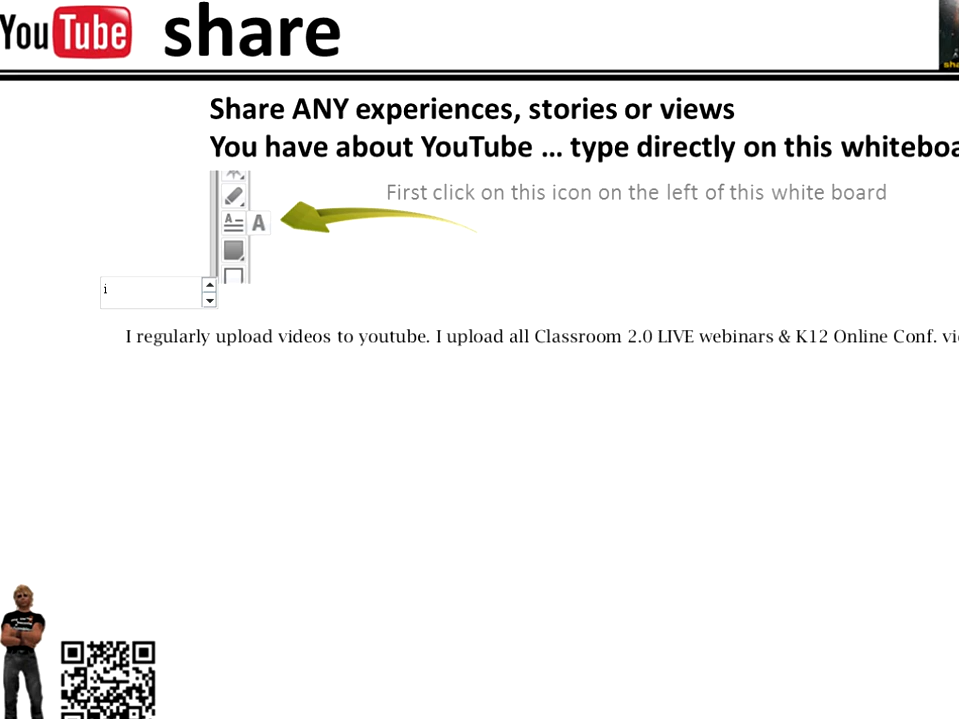 YouTube share
Share ANY experiences, stories or views
You have about YouTube … type directly on this
First click on this icon on the left of this white board
A A
i
I regularly upload videos to youtube. I upload all Classroom 2.0 LIVE webinars & K12 Online Conf.